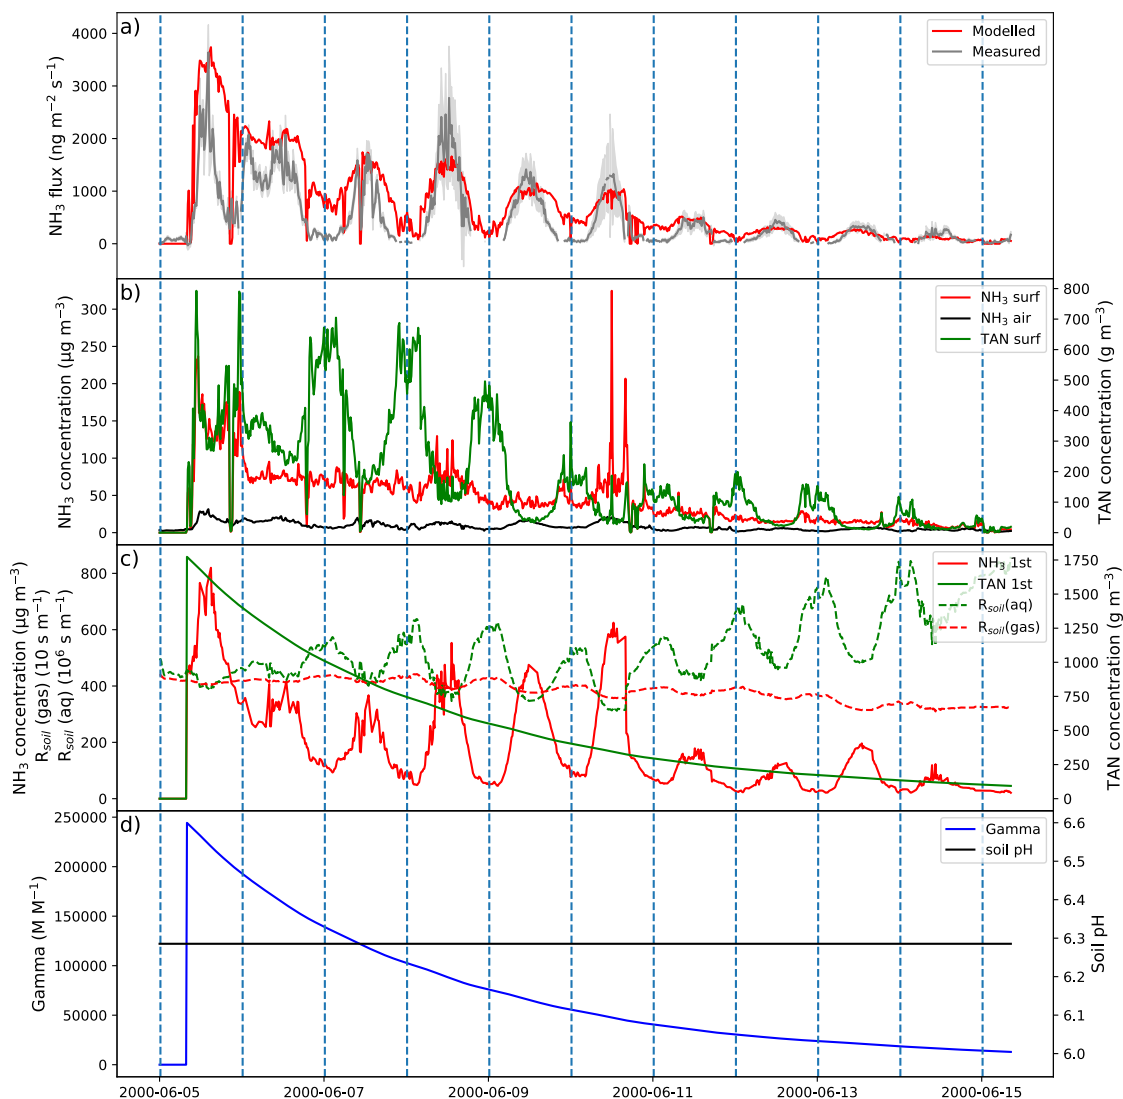 a)
4000
3000
2000
1000
0
NH₃ flux (ng m⁻² s⁻¹)
Modelled
Measured
b)
300
250
200
150
100
50
0
NH₃ concentration (µg m⁻³)
NH₃ surf
NH₃ air
TAN surf
800
700
600
500
400
300
200
100
0
TAN concentration (g m⁻³)
c)
800
600
400
200
0
NH₃ concentration (µg m⁻³)
R_soil (gas) (10 s m⁻¹)
R_soil (aq) (10⁶ s m⁻¹)
NH₃ 1st
TAN 1st
R_soil(aq)
R_soil(gas)
1750
1500
1250
1000
750
500
250
0
TAN concentration (g m⁻³)
d)
250000
200000
150000
100000
50000
0
Gamma (M M⁻¹)
Gamma
soil pH
6.6
6.5
6.4
6.3
6.2
6.1
6.0
Soil pH
2000-06-05 2000-06-07 2000-06-09 2000-06-11 2000-06-13 2000-06-15